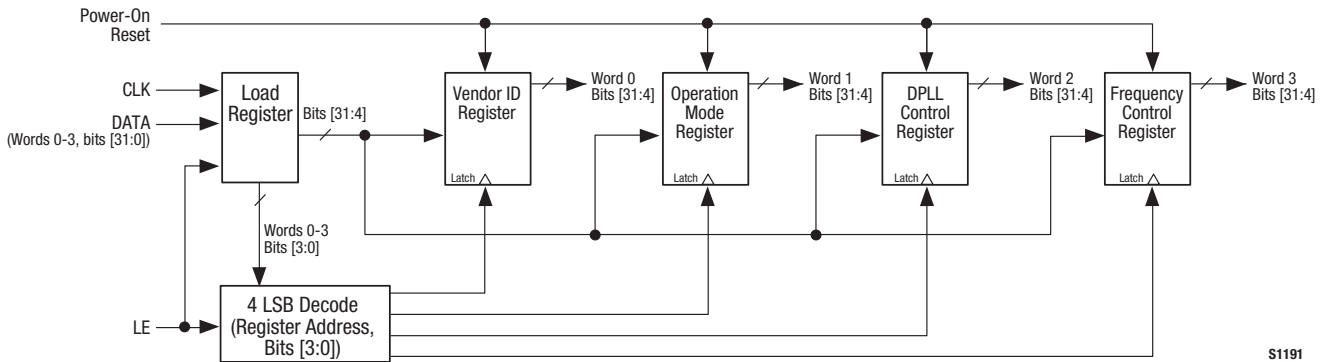 Power-On
Reset
CLK
DATA
(Words 0-3, bits [31:0])
Load
Register
Bits [31:4]
Vendor ID
Register
Latch
Word 0
Bits [31:4]
Operation
Mode
Register
Latch
Word 1
Bits [31:4]
DPLL
Control
Register
Latch
Word 2
Bits [31:4]
Frequency
Control
Register
Latch
Word 3
Bits [31:4]
Words 0-3
Bits [3:0]
LE
4 LSB Decode
(Register Address,
Bits [3:0])
S1191